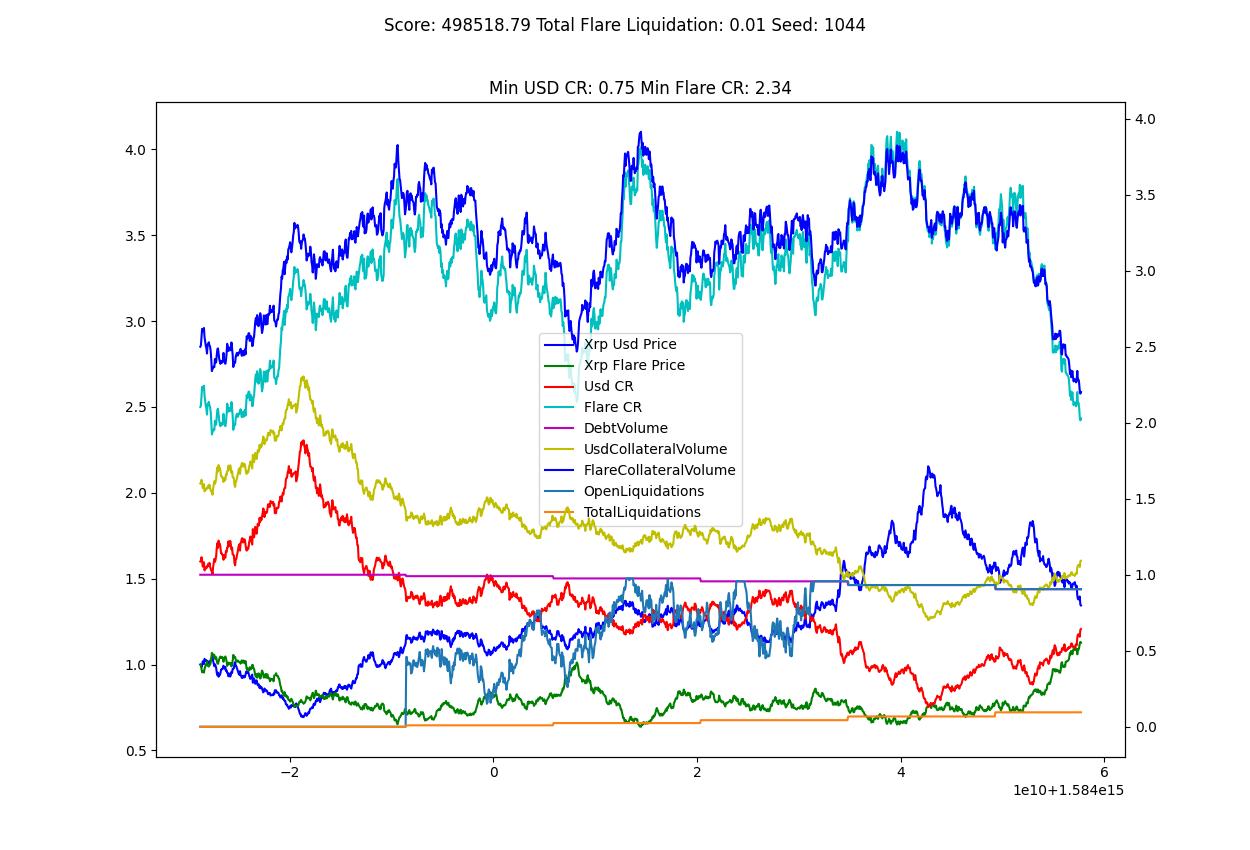 Score: 498518.79 Total Flare Liquidation: 0.01 Seed: 1044
Min USD CR: 0.75 Min Flare CR: 2.34
4.0
3.5
3.0
2.5
2.0
1.5
1.0
0.5
Xrp Usd Price
Xrp Flare Price
Usd CR
Flare CR
DebtVolume
UsdCollateralVolume
FlareCollateralVolume
OpenLiquidations
TotalLiquidations
4.0
3.5
3.0
2.5
2.0
1.5
1.0
0.5
0.0
−2 0 2 4 6
1e10+1.584e15